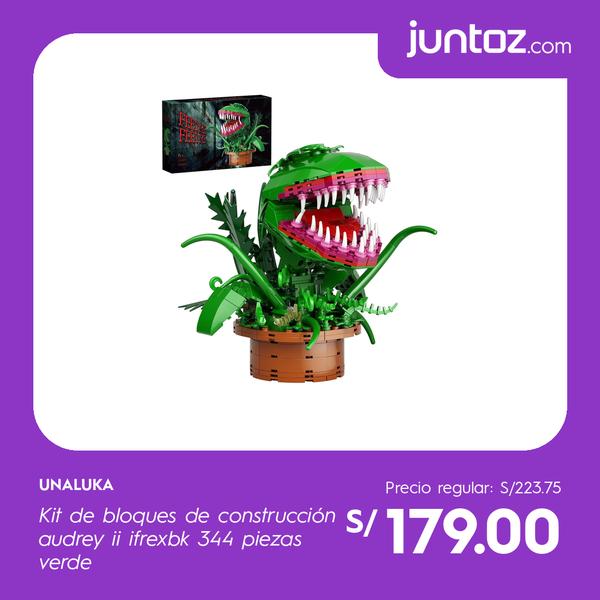 juntoz.com
UNALUKA
Kit de bloques de construcción
audrey ii ifrexbk 344 piezas
verde
Precio regular: S/223.75
S/179.00